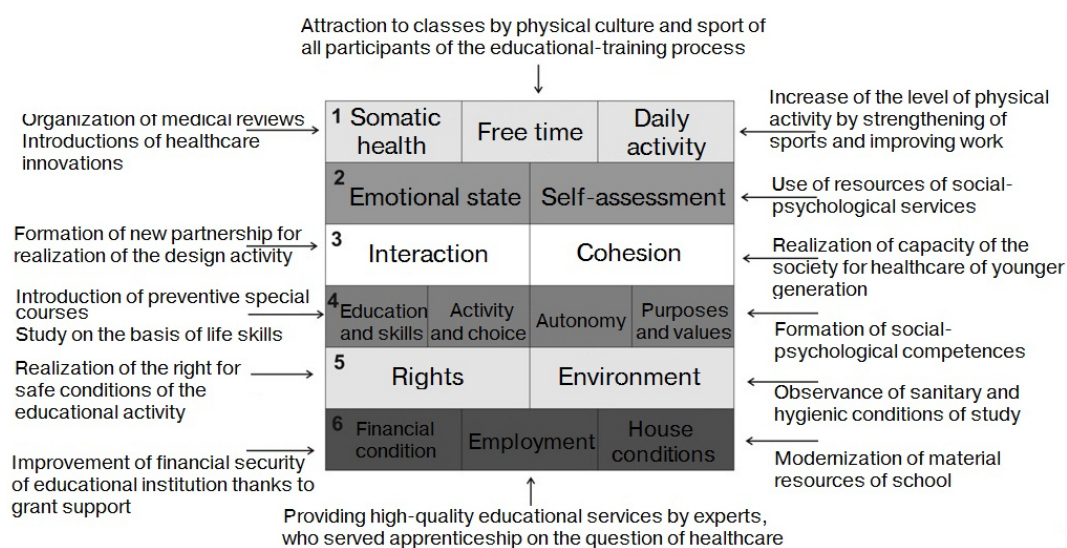 Attraction to classes by physical culture and sport of
all participants of the educational-training process
Organization of medical reviews
Introductions of healthcare
innovations
1 Somatic
health
Free time
Daily
activity
Increase of the level of physical
activity by strengthening of
sports and improving work
2
Emotional state
Self-assessment
Use of resources of social-
psychological services
Formation of new partnership for
realization of the design activity
3
Interaction
Cohesion
Realization of capacity of the
society for healthcare of younger
generation
Introduction of preventive special
courses
Study on the basis of life skills
4 Education
and skills
Activity
and choice
Autonomy
Purposes
and values
Formation of social-
psychological competences
Realization of the right for
safe conditions of the
educational activity
5
Rights
Environment
Observance of sanitary and
hygienic conditions of study
6
Financial
condition
Employment
House
conditions
Improvement of financial security
of educational institution thanks to
grant support
Modernization of material
resources of school
Providing high-quality educational services by experts,
who served apprenticeship on the question of healthcare